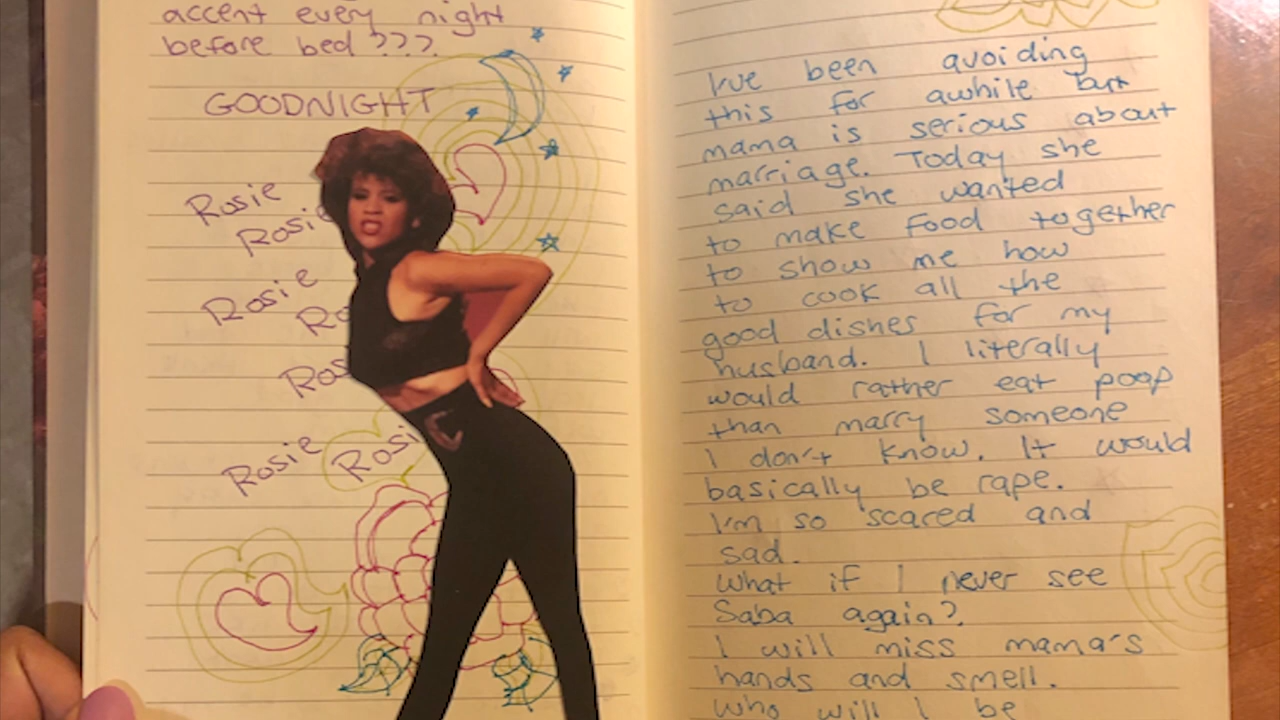 accent every night
before bed???
GOODNIGHT
Rosie
Rosi
Rosie
Ro
Ros
Rosie
Rosi
I've been avoiding
this for awhile but
mama is serious about
marriage. Today she
said she wanted
to make food together
to show me how
to cook all the
good dishes for my
husband. I literally
would rather eat poop
than marry someone
I don't know. It would
basically be rape.
I'm so scared and
sad.
What if I never see
Saba again?
I will miss mama's
hands and smell.
Who will I be